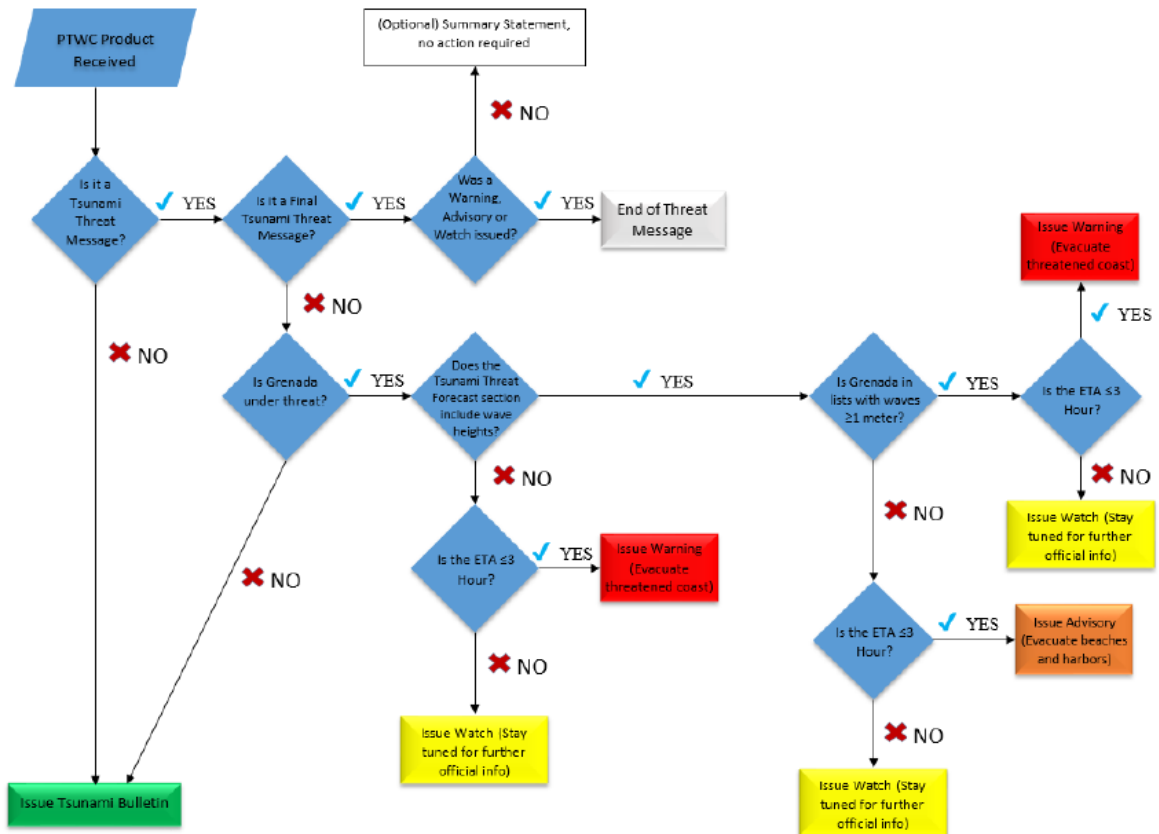 PTWC Product
Received
(Optional) Summary Statement,
no action required
NO
Is it a
Tsunami
Threat
Message?
YES
Is it a Final
Tsunami Threat
Message?
YES
Was a
Warning,
Advisory or
Watch issued?
YES
End of Threat
Message
Issue Warning
(Evacuate
threatened coast)
NO
NO
YES
Is Grenada
under threat?
YES
Does the
Tsunami Threat
Forecast section
include wave
heights?
YES
Is Grenada in
lists with waves
≥1 meter?
YES
Is the ETA ≤3
Hour?
NO
NO
NO
NO
Issue Watch (Stay
tuned for further
official info)
Is the ETA ≤3
Hour?
YES
Issue Warning
(Evacuate
threatened coast)
Is the ETA ≤3
Hour?
YES
Issue Advisory
(Evacuate beaches
and harbors)
NO
NO
Issue Watch (Stay
tuned for further
official info)
Issue Tsunami Bulletin
Issue Watch (Stay
tuned for further
official info)